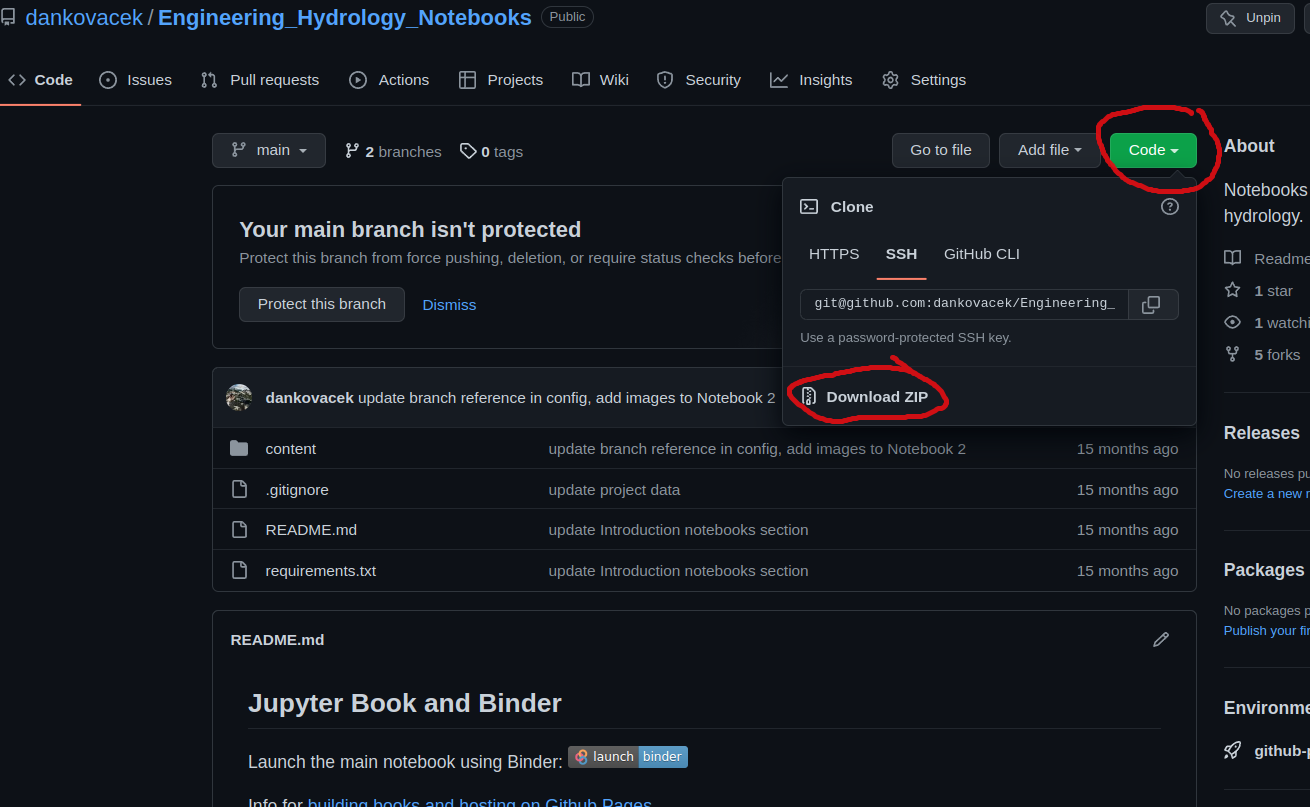 dankovacek / Engineering_Hydrology_Notebooks Public Unpin
Code Issues Pull requests Actions Projects Wiki Security Insights Settings
main 2 branches 0 tags Go to file Add file Code
About
Notebooks
hydrology.
Readme
1 star
1 watchi
5 forks
Your main branch isn't protected
Protect this branch from force pushing, deletion, or require status checks before
Protect this branch Dismiss
Clone
HTTPS SSH GitHub CLI
git@github.com:dankovacek/Engineering_
Use a password-protected SSH key.
Download ZIP
dankovacek update branch reference in config, add images to Notebook 2
content update branch reference in config, add images to Notebook 2 15 months ago
.gitignore update project data 15 months ago
README.md update Introduction notebooks section 15 months ago
requirements.txt update Introduction notebooks section 15 months ago
Releases
No releases pu
Create a new r
Packages
No packages p
Publish your fir
Environme
github-p
README.md
Jupyter Book and Binder
Launch the main notebook using Binder: launch binder
Info for building books and hosting on Github Pages